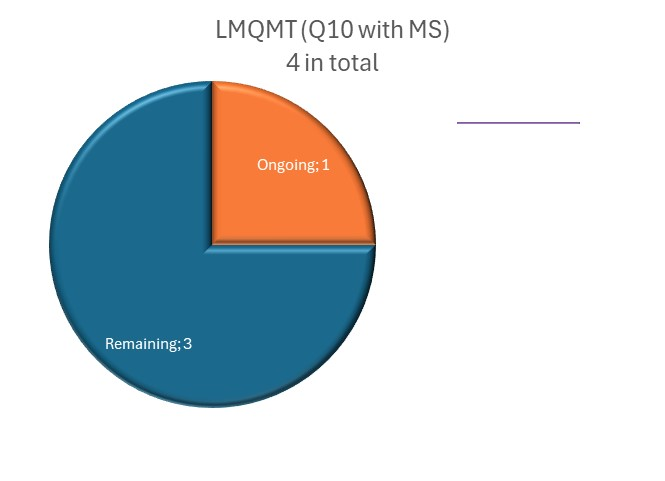 LMQMT (Q10 with MS)
4 in total
Ongoing; 1
Remaining; 3